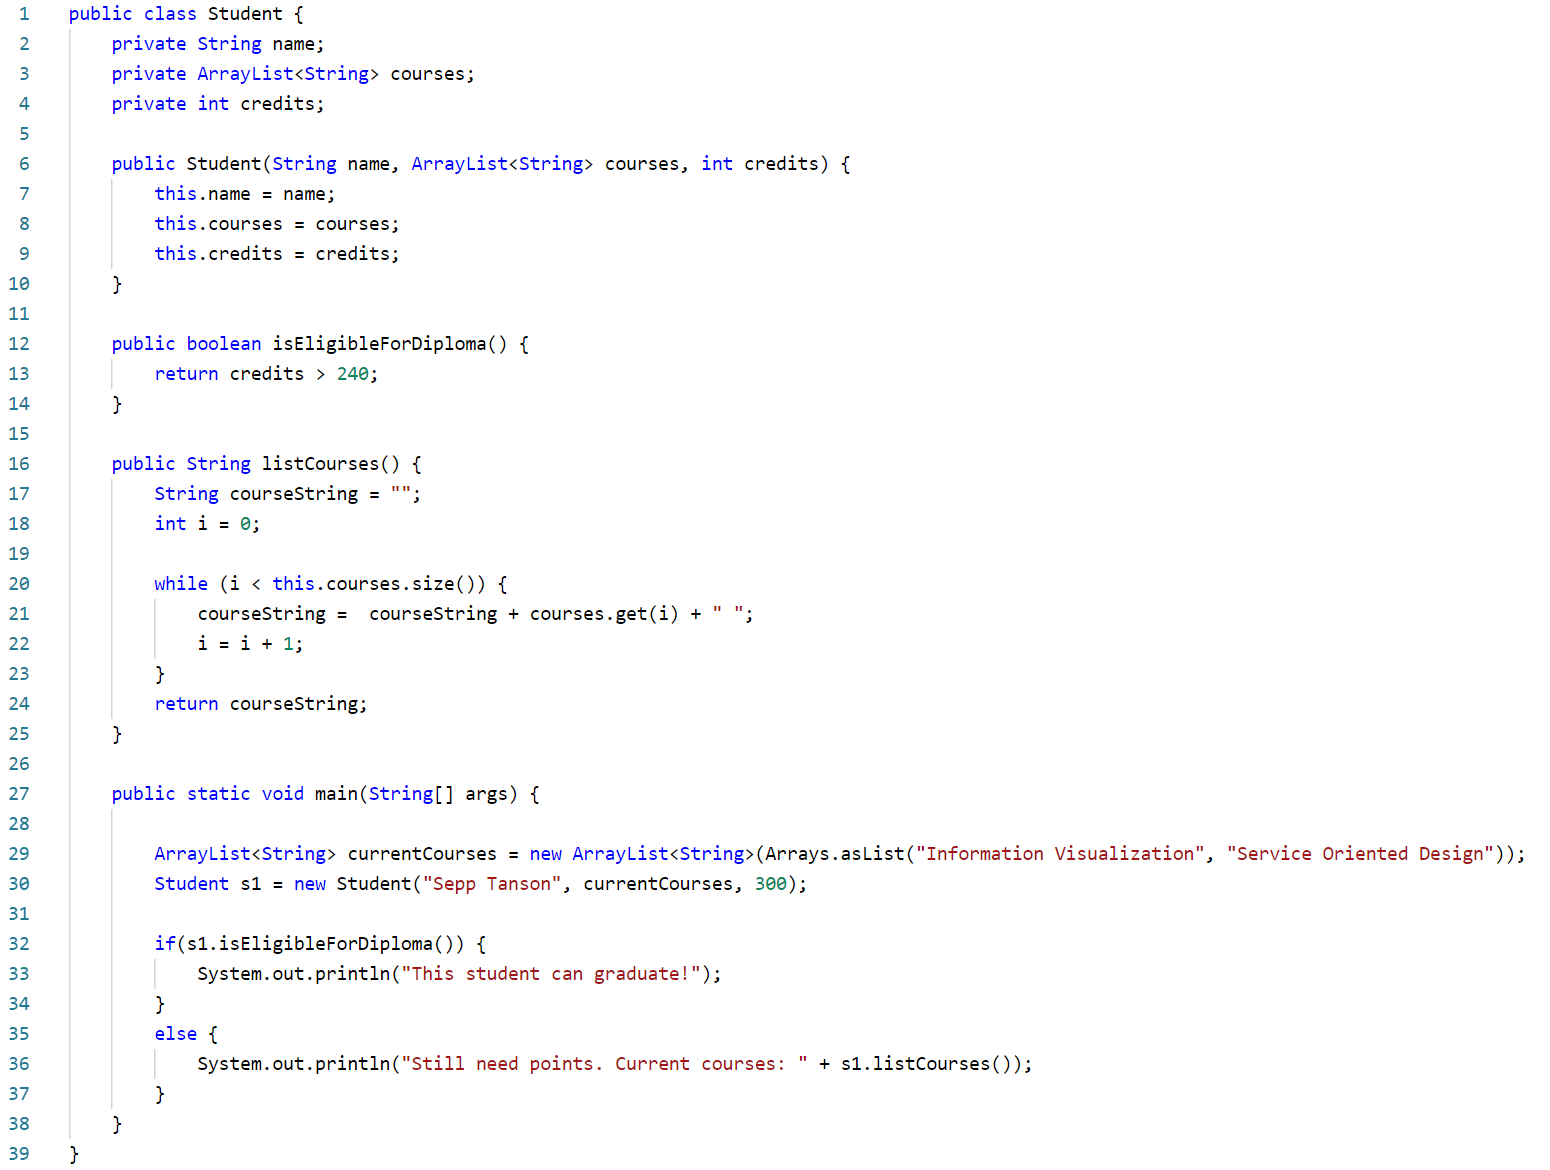 1 public class Student {
2     private String name;
3     private ArrayList<String> courses;
4     private int credits;
5
6     public Student(String name, ArrayList<String> courses, int credits) {
7         this.name = name;
8         this.courses = courses;
9         this.credits = credits;
10     }
11
12     public boolean isEligibleForDiploma() {
13         return credits > 240;
14     }
15
16     public String listCourses() {
17         String courseString = "";
18         int i = 0;
19
20         while (i < this.courses.size()) {
21             courseString =  courseString + courses.get(i) + " ";
22             i = i + 1;
23         }
24         return courseString;
25     }
26
27     public static void main(String[] args) {
28
29         ArrayList<String> currentCourses = new ArrayList<String>(Arrays.asList("Information Visualization", "Service Oriented Design"));
30         Student s1 = new Student("Sepp Tanson", currentCourses, 300);
31
32         if(s1.isEligibleForDiploma()) {
33             System.out.println("This student can graduate!");
34         }
35         else {
36             System.out.println("Still need points. Current courses: " + s1.listCourses());
37         }
38     }
39 }